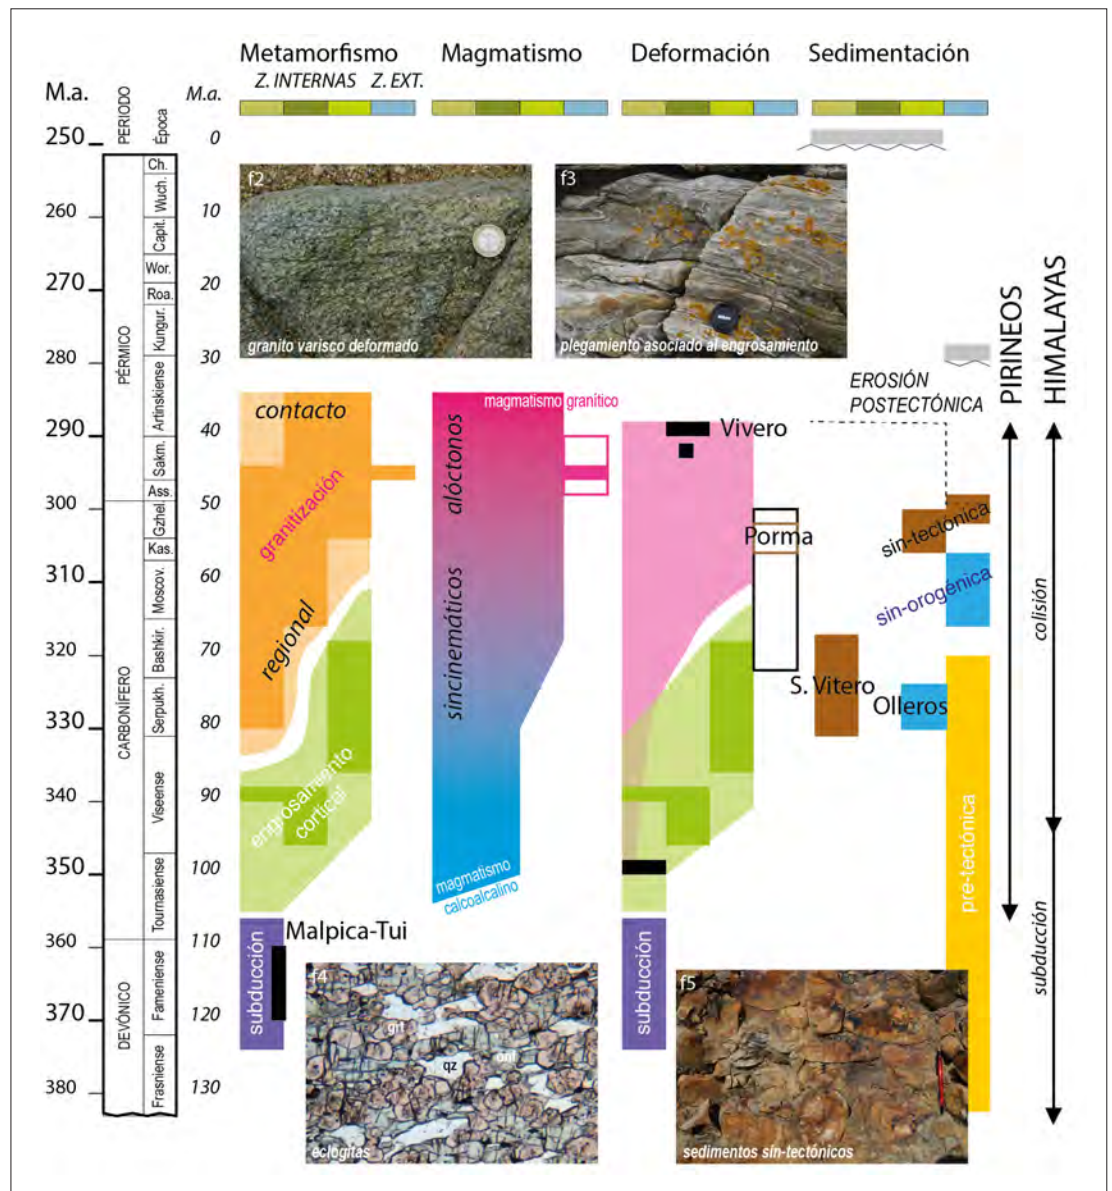 Metamorfismo Magmatismo Deformación Sedimentación
Z. INTERNAS Z. EXT.
M.a. PERIODO Época M.a.
250 0
260 10
270 20
280 30
290 40
300 50
310 60
320 70
330 80
340 90
350 100
360 110
370 120
380 130
PÉRMICO
CARBONÍFERO
DEVÓNICO
Ch.
Wuch.
Capit.
Wor.
Roa.
Kungur.
Artinskiense
Sakm.
Ass.
Gzhel.
Kas.
Moscov.
Bashkir.
Serpukh.
Viseense
Tournasiense
Fameniense
Frasniense
f2
granito varisco deformado
f3
plegamiento asociado al engrosamiento
contacto
granitización
regional
engrosamiento
cortical
subducción
Malpica-Tui
magmatismo granítico
alóctonos
sincinemáticos
magmatismo
calcoalcalino
Vivero
Porma
subducción
EROSIÓN
POSTECTÓNICA
sin-tectónica
sin-orogénica
S. Vitero
Olleros
pre-tectónica
f4
grt
qz
eclogitas
f5
sedimentos sin-tectónicos
PIRINEOS
HIMALAYAS
colisión
subducción